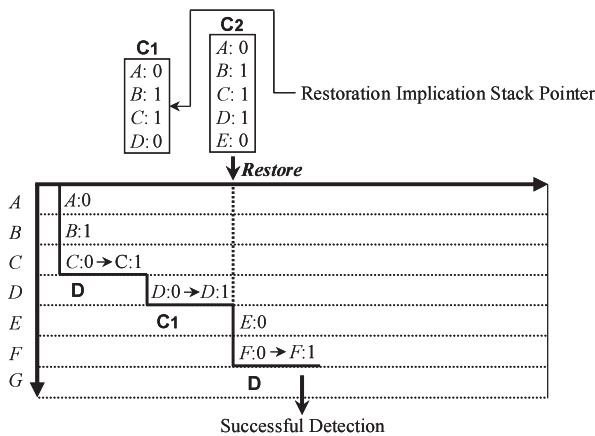 C2
C1
A: 0
A: 0
B: 1
B: 1
C: 1
C: 1
D: 1
D: 0
E: 0
Restoration Implication Stack Pointer
Restore
A
A:0
B
B:1
C
C:0→C:1
D
D
D:0→D:1
C1
E
E:0
F
F:0→F:1
G
D
Successful Detection